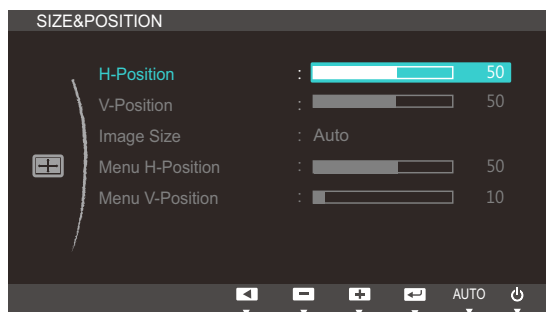 SIZE&POSITION
H-Position : 50
V-Position : 50
Image Size : Auto
Menu H-Position : 50
Menu V-Position : 10
AUTO